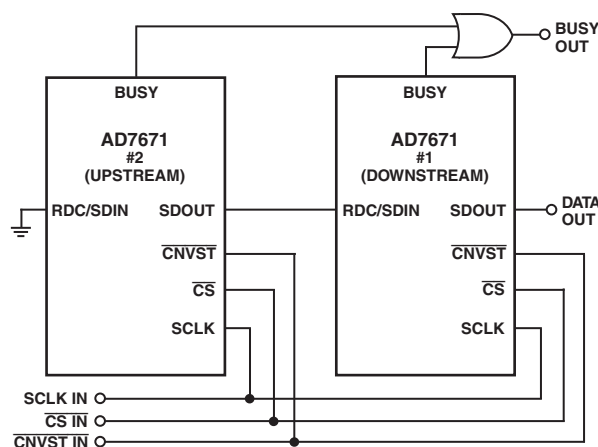 BUSY
OUT
BUSY
AD7671
#2
(UPSTREAM)
RDC/SDIN
SDOUT
CNVST
CS
SCLK
BUSY
AD7671
#1
(DOWNSTREAM)
RDC/SDIN
SDOUT
CNVST
CS
SCLK
DATA
OUT
SCLK IN
CS IN
CNVST IN